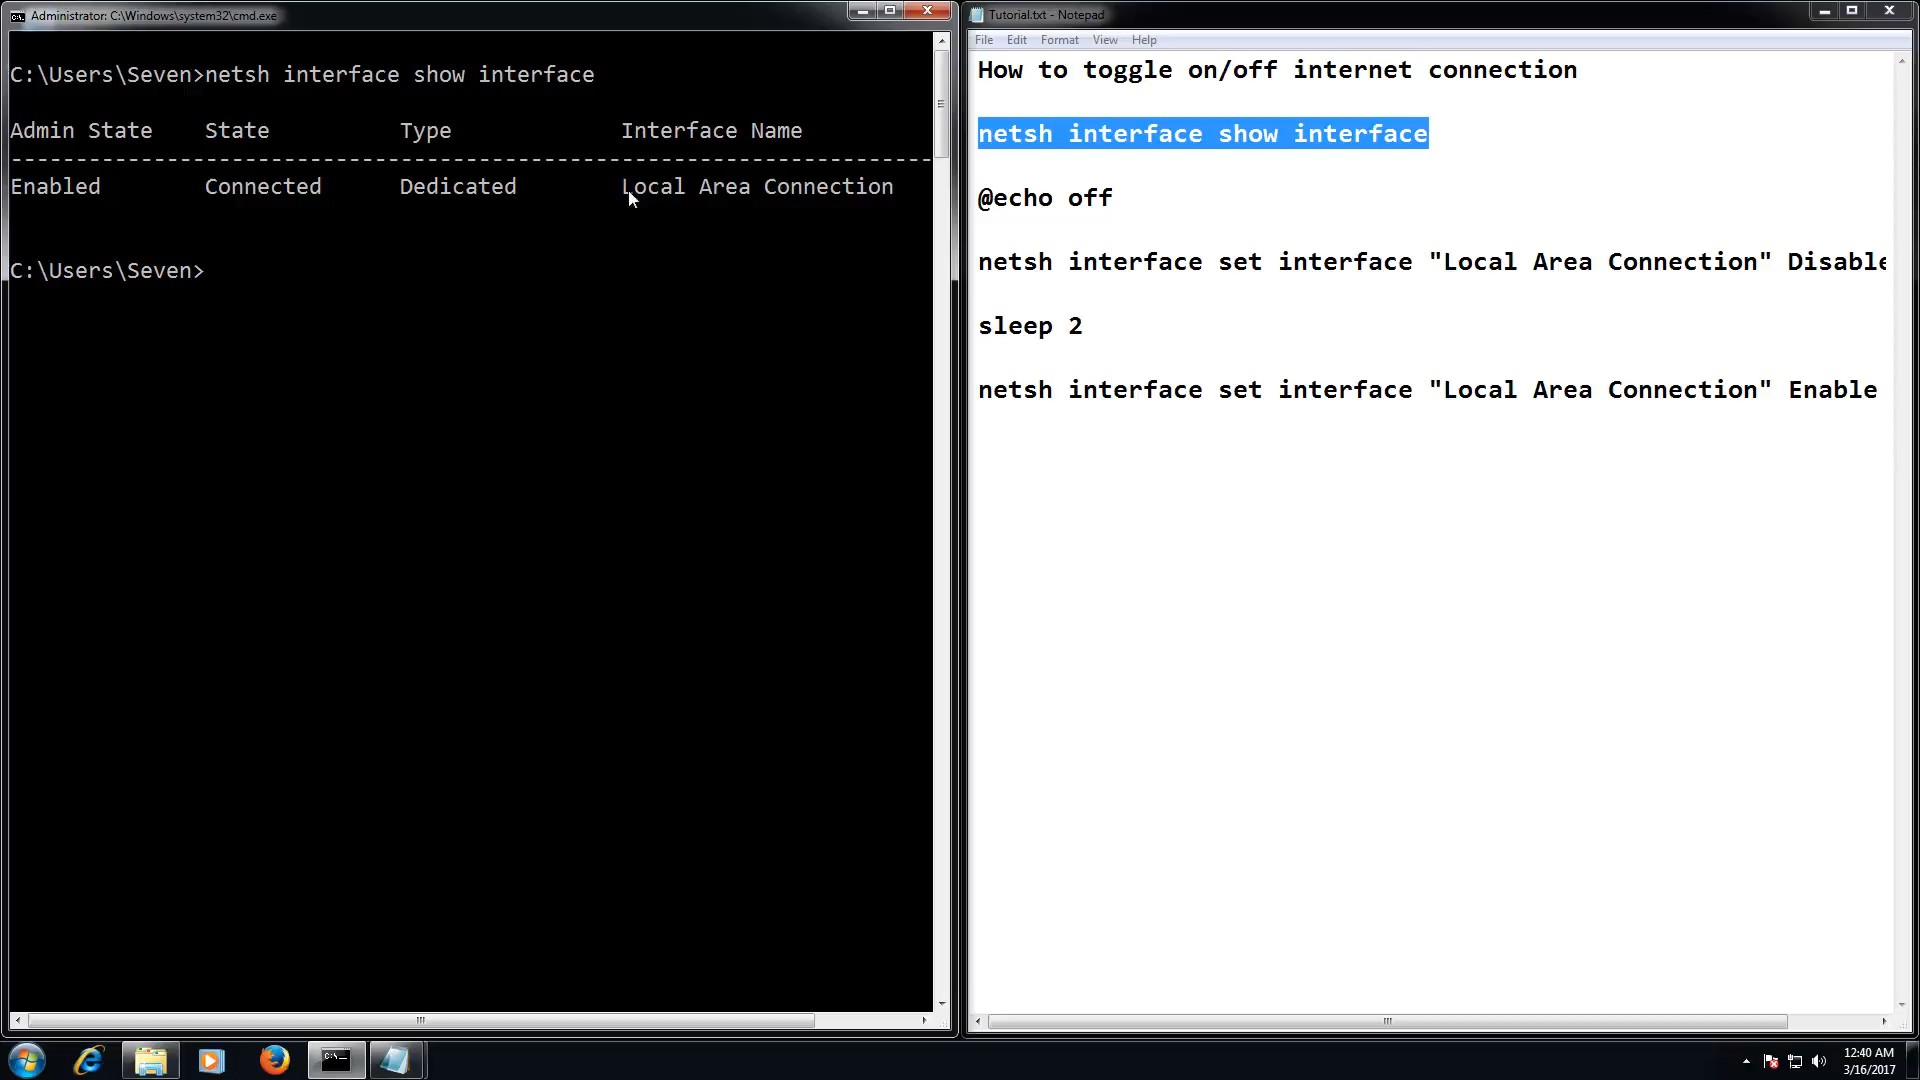 Administrator: C:\Windows\system32\cmd.exe
C:\Users\Seven>netsh interface show interface
Admin State State Type Interface Name
-----------------------------------------------------------------------
Enabled Connected Dedicated Local Area Connection
C:\Users\Seven>
Tutorial.txt - Notepad
File Edit Format View Help
How to toggle on/off internet connection
netsh interface show interface
@echo off
netsh interface set interface "Local Area Connection" Disable
sleep 2
netsh interface set interface "Local Area Connection" Enable
C:\.
12:40 AM
3/16/2017